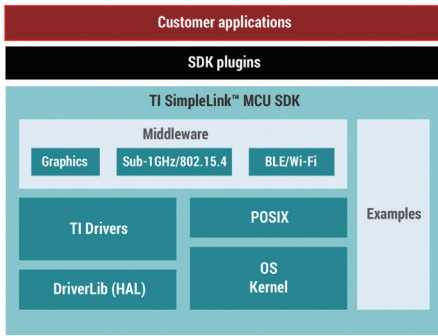 Customer applications
SDK plugins
TI SimpleLink™ MCU SDK
Middleware
Graphics
Sub-1GHz/802.15.4
BLE/Wi-Fi
Examples
TI Drivers
POSIX
DriverLib (HAL)
OS
Kernel